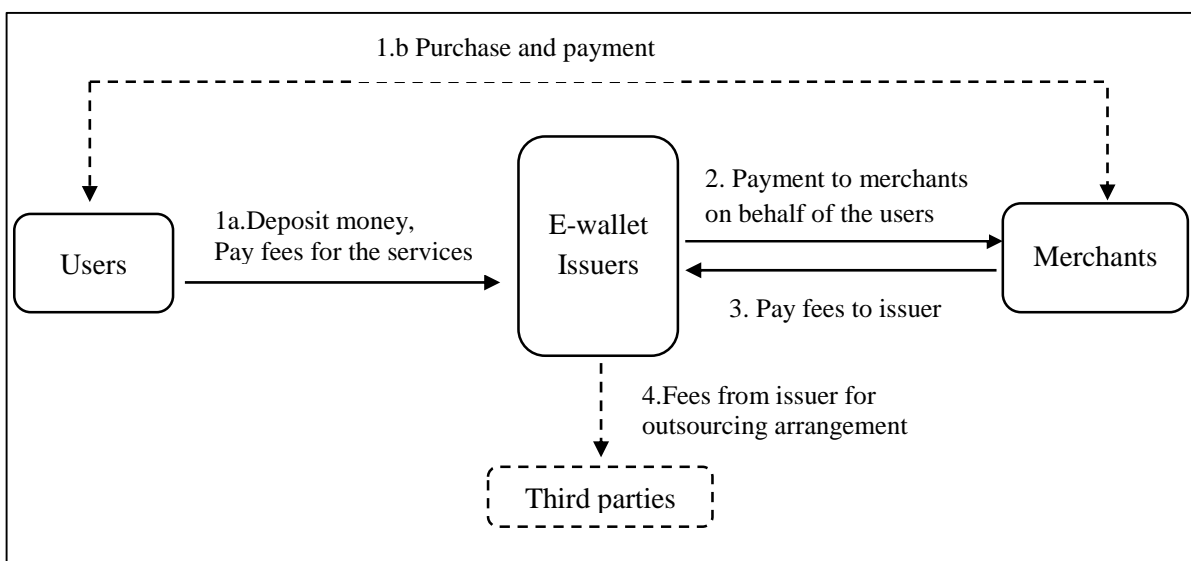 1.b Purchase and payment
1a.Deposit money,
Pay fees for the services
Users
E-wallet
Issuers
2. Payment to merchants
on behalf of the users
Merchants
3. Pay fees to issuer
4.Fees from issuer for
outsourcing arrangement
Third parties